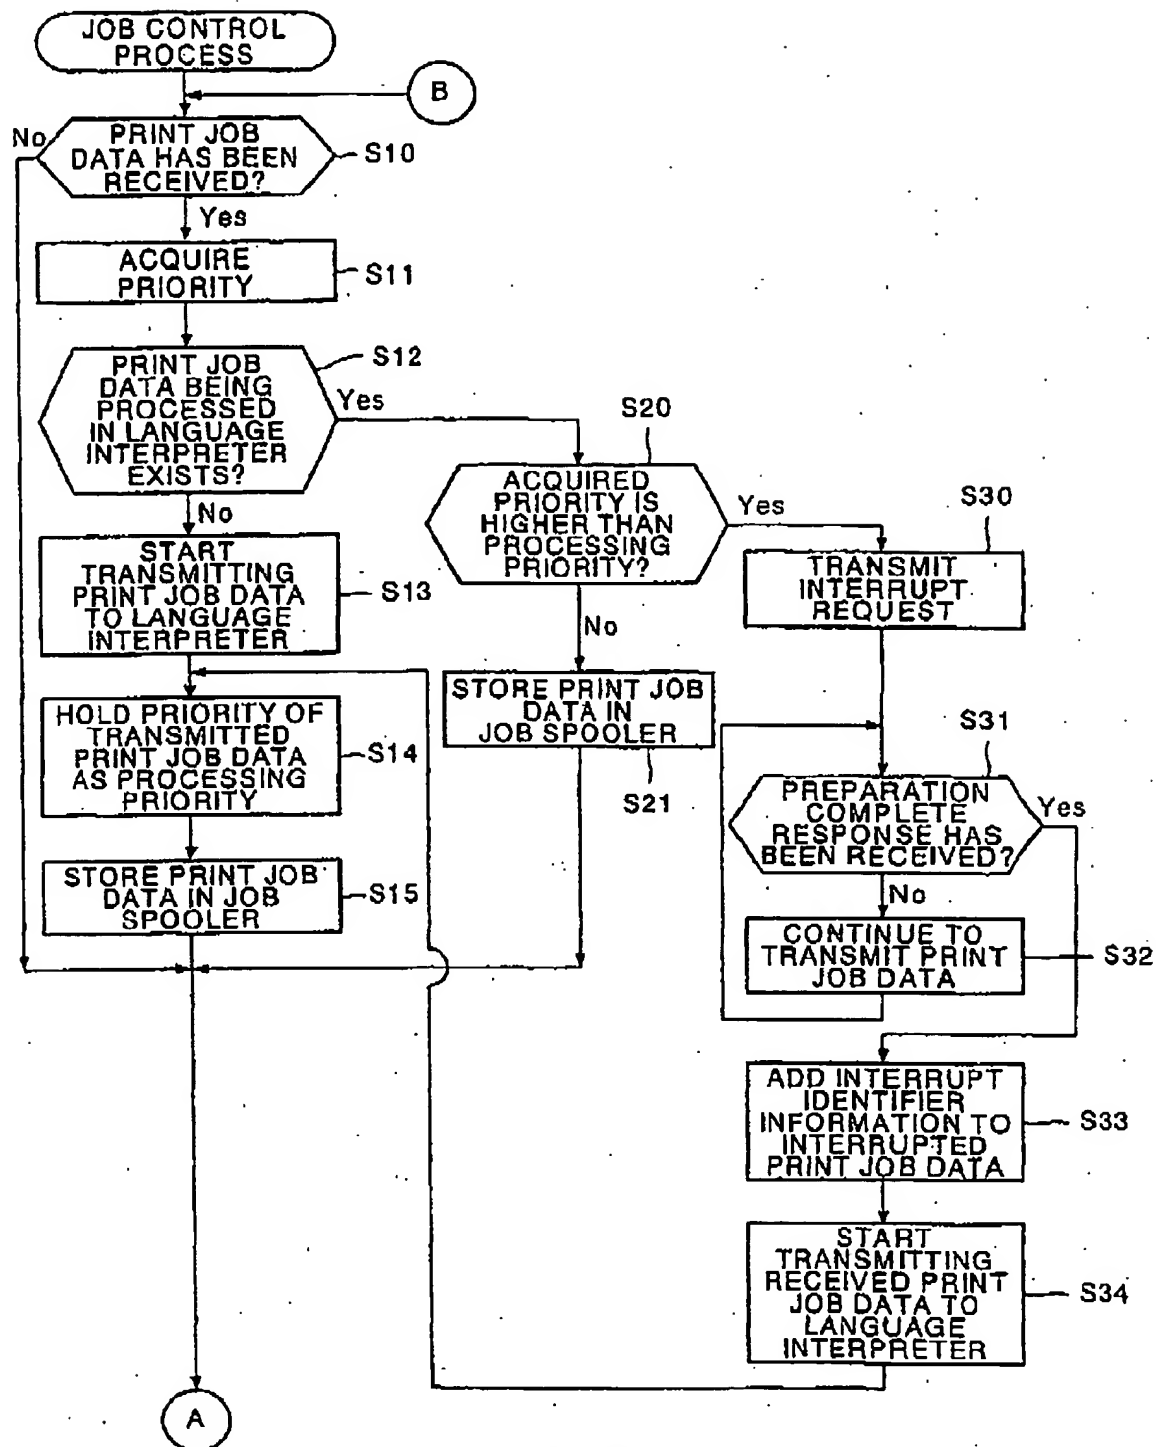 JOB CONTROL
PROCESS
B
No
PRINT JOB
DATA HAS BEEN
RECEIVED?
S10
Yes
ACQUIRE
PRIORITY
S11
PRINT JOB
DATA BEING
PROCESSED
IN LANGUAGE
INTERPRETER
EXISTS?
S12
Yes
No
START
TRANSMITTING
PRINT JOB DATA
TO LANGUAGE
INTERPRETER
S13
HOLD PRIORITY OF
TRANSMITTED
PRINT JOB DATA
AS PROCESSING
PRIORITY
S14
STORE PRINT JOB
DATA IN JOB
SPOOLER
S15
A
S20
ACQUIRED
PRIORITY IS
HIGHER THAN
PROCESSING
PRIORITY?
Yes
No
STORE PRINT JOB
DATA IN
JOB SPOOLER
S21
S30
TRANSMIT
INTERRUPT
REQUEST
S31
PREPARATION
COMPLETE
RESPONSE HAS
BEEN RECEIVED?
Yes
No
CONTINUE TO
TRANSMIT PRINT
JOB DATA
S32
ADD INTERRUPT
IDENTIFIER
INFORMATION TO
INTERRUPTED
PRINT JOB DATA
S33
START
TRANSMITTING
RECEIVED PRINT
JOB DATA TO
LANGUAGE
INTERPRETER
S34